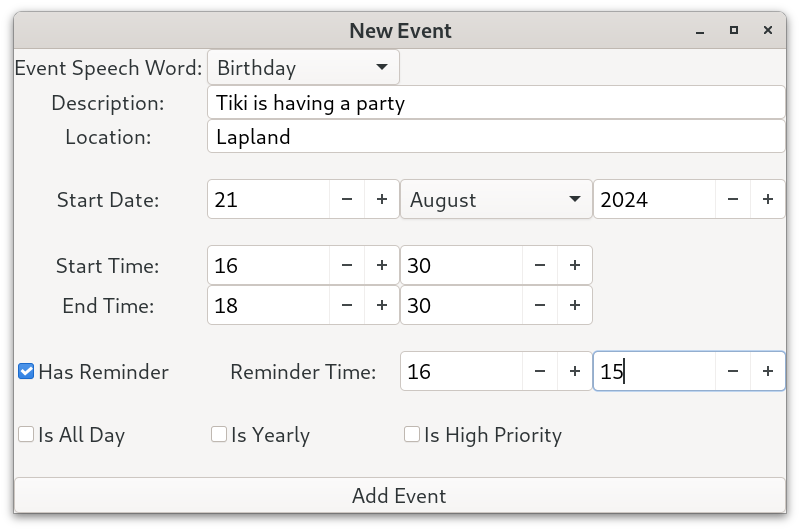 New Event
Event Speech Word: Birthday
Description: Tiki is having a party
Location: Lapland
Start Date: 21 − + August 2024 − +
Start Time: 16 − + 30 − +
End Time: 18 − + 30 − +
Has Reminder Reminder Time: 16 − + 15 − +
Is All Day Is Yearly Is High Priority
Add Event